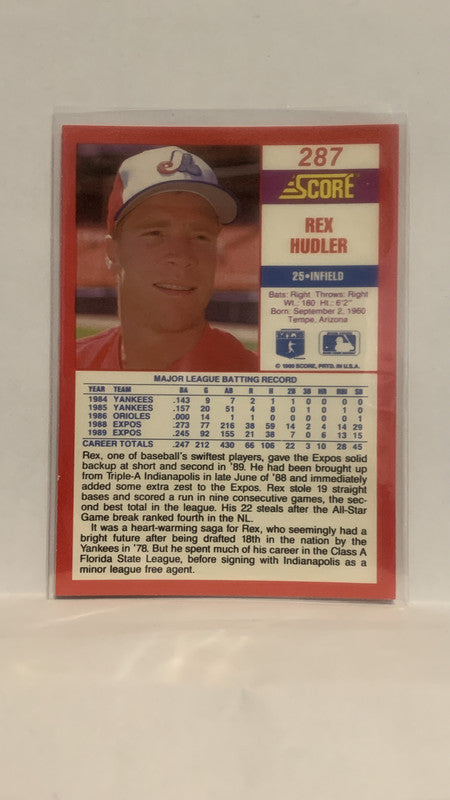 287
SCORE
REX
HUDLER
25•INFIELD
Bats: Right Throws: Right
Wt.: 180 Ht.: 6'2"
Born: September 2, 1960
Tempe, Arizona
© 1990 SCORE, PRTD. IN U.S.A.
MAJOR LEAGUE BATTING RECORD
YEAR TEAM BA G AB R H 2B 3B HR RBI SB
1984 YANKEES .143 9 7 2 1 1 0 0 0 0
1985 YANKEES .157 20 51 4 8 0 1 0 1 0
1986 ORIOLES .000 14 1 1 0 0 0 0 0 1
1988 EXPOS .273 77 216 38 59 14 2 4 14 29
1989 EXPOS .245 92 155 21 38 7 0 6 13 15
CAREER TOTALS .247 212 430 66 106 22 3 10 28 45
Rex, one of baseball's swiftest players, gave the Expos solid
backup at short and second in '89. He had been brought up
from Triple-A Indianapolis in late June of '88 and immediately
added some extra zest to the Expos. Rex stole 19 straight
bases and scored a run in nine consecutive games, the sec-
ond best total in the league. His 22 steals after the All-Star
Game break ranked fourth in the NL.
It was a heart-warming saga for Rex, who seemingly had a
bright future after being drafted 18th in the nation by the
Yankees in '78. But he spent much of his career in the Class A
Florida State League, before signing with Indianapolis as a
minor league free agent.